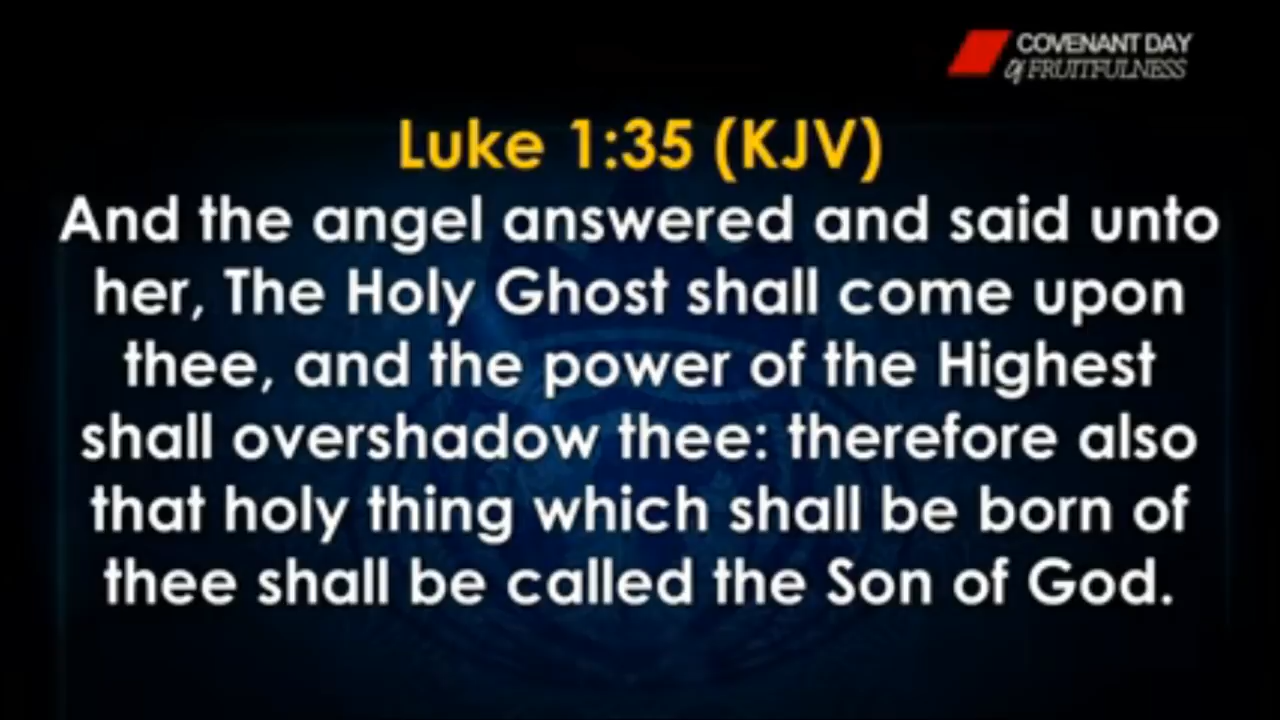 COVENANT DAY
of FRUITFULNESS
Luke 1:35 (KJV)
And the angel answered and said unto
her, The Holy Ghost shall come upon
thee, and the power of the Highest
shall overshadow thee: therefore also
that holy thing which shall be born of
thee shall be called the Son of God.